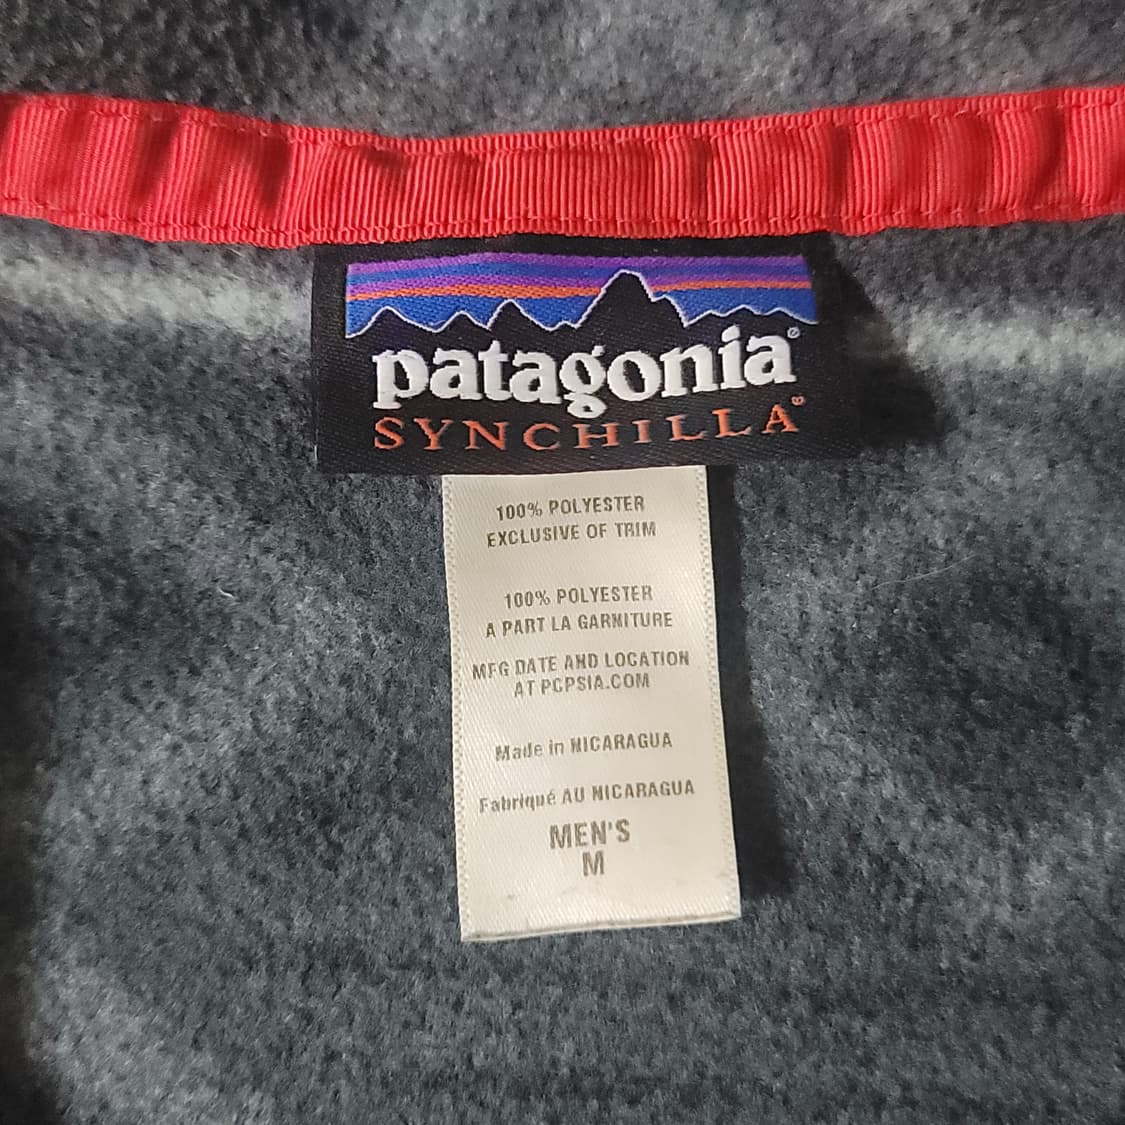 patagonia®
SYNCHILLA®
100% POLYESTER
EXCLUSIVE OF TRIM
100% POLYESTER
A PART LA GARNITURE
MFG DATE AND LOCATION
AT PCPSIA.COM
Made in NICARAGUA
Fabriqué AU NICARAGUA
MEN'S
M